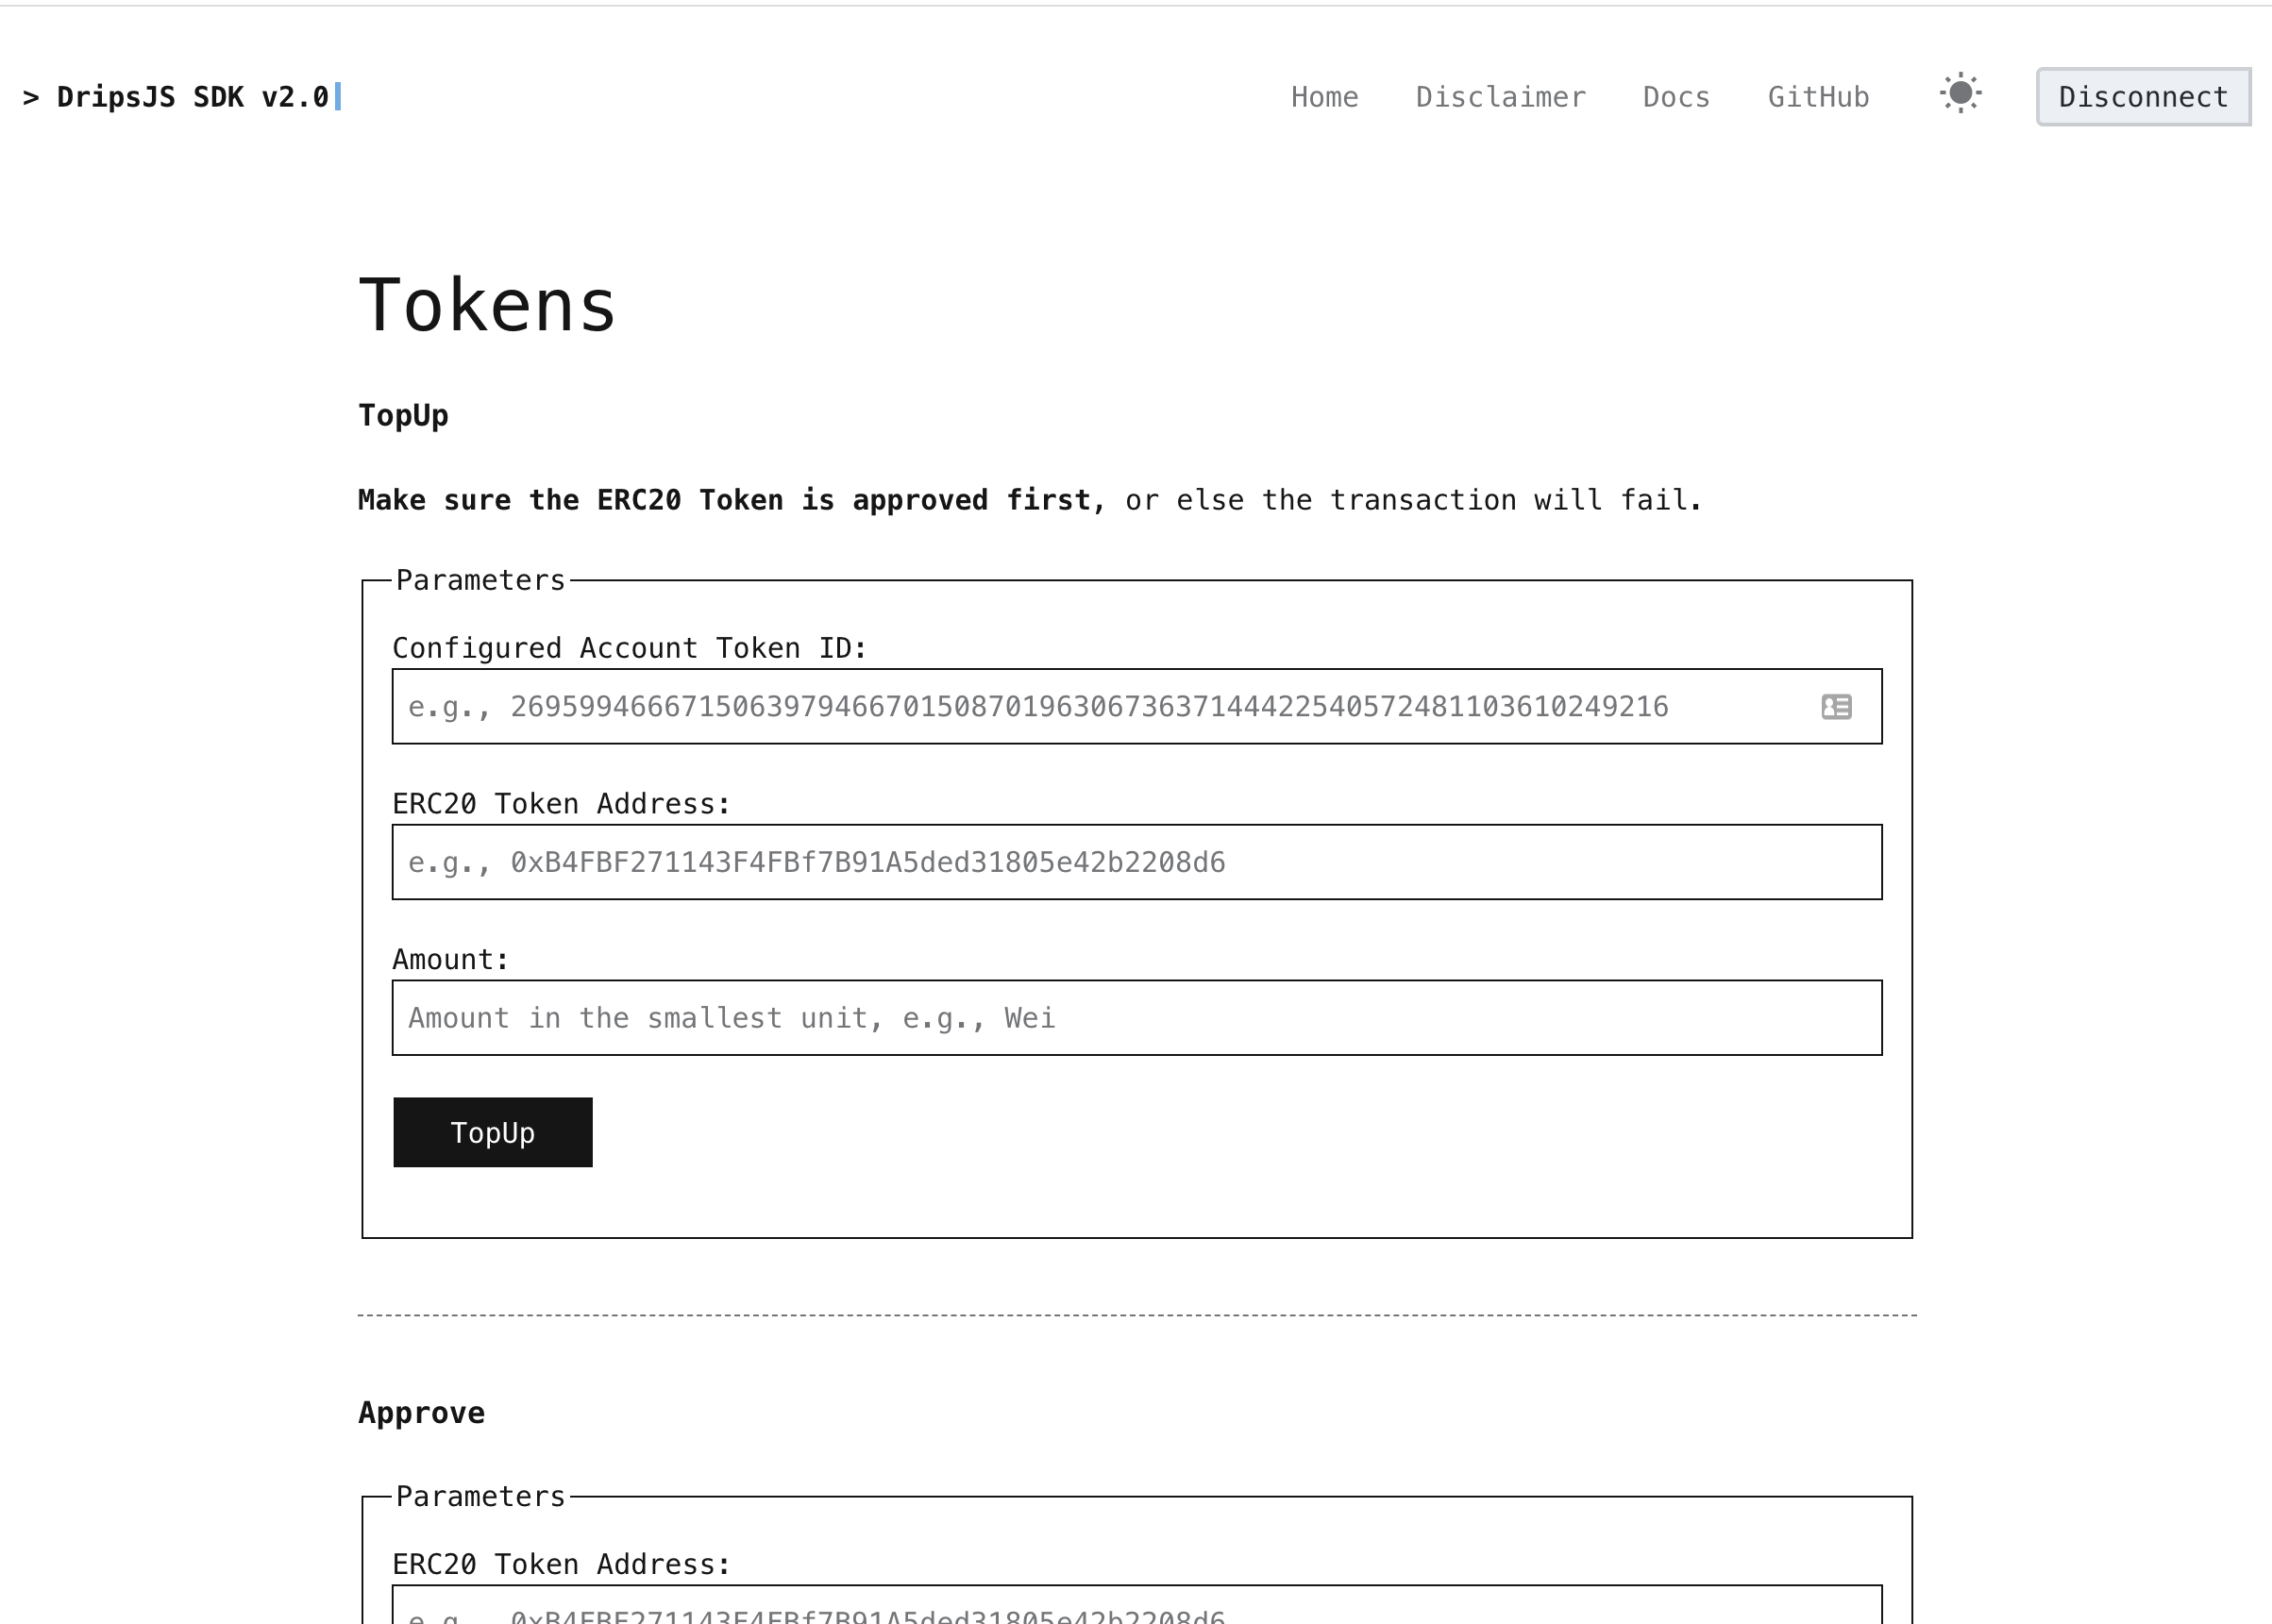 > DripsJS SDK v2.0
Home Disclaimer Docs GitHub Disconnect
Tokens
TopUp
Make sure the ERC20 Token is approved first, or else the transaction will fail.
Parameters
Configured Account Token ID:
e.g., 26959946667150639794667015087019630673637144422540572481103610249216
ERC20 Token Address:
e.g., 0xB4FBF271143F4FBf7B91A5ded31805e42b2208d6
Amount:
Amount in the smallest unit, e.g., Wei
TopUp
Approve
Parameters
ERC20 Token Address:
e.g., 0xB4FBF271143F4FBf7B91A5ded31805e42b2208d6